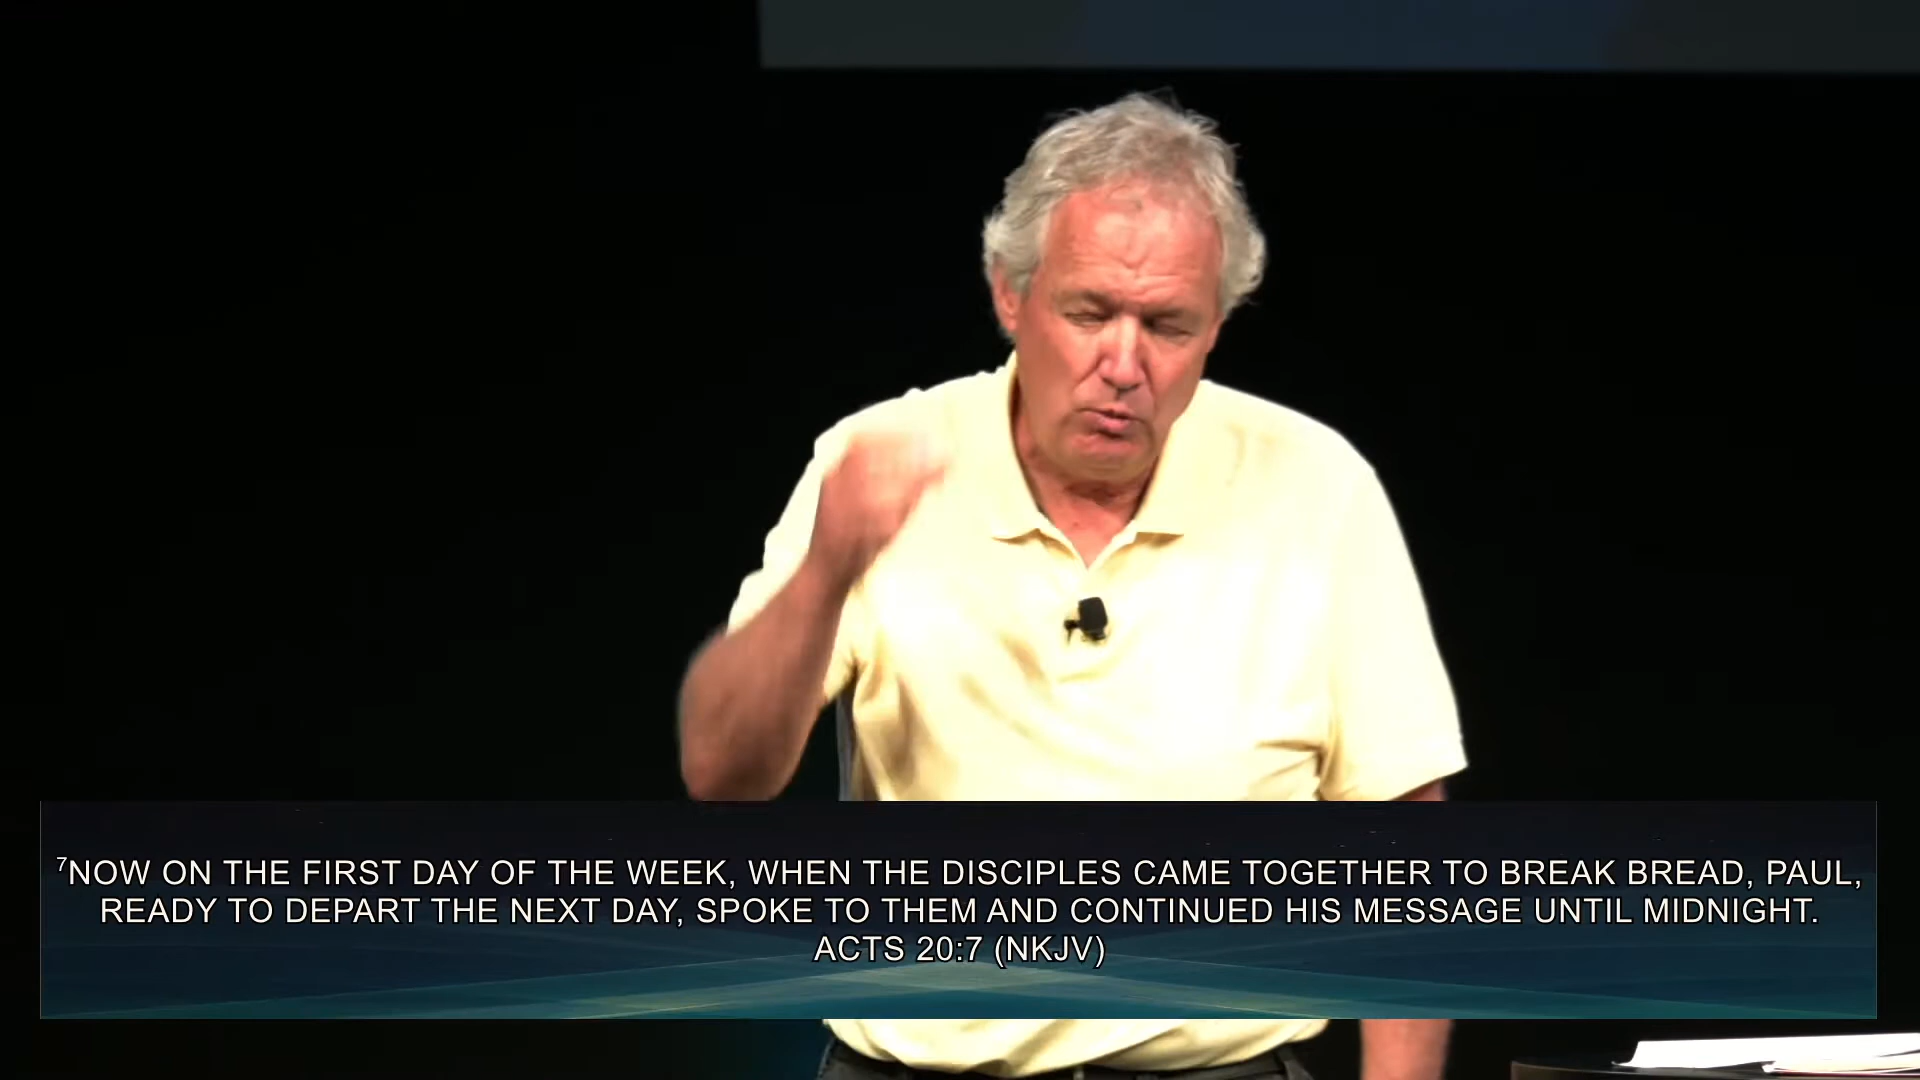 ⁷NOW ON THE FIRST DAY OF THE WEEK, WHEN THE DISCIPLES CAME TOGETHER TO BREAK BREAD, PAUL,
READY TO DEPART THE NEXT DAY, SPOKE TO THEM AND CONTINUED HIS MESSAGE UNTIL MIDNIGHT.
ACTS 20:7 (NKJV)